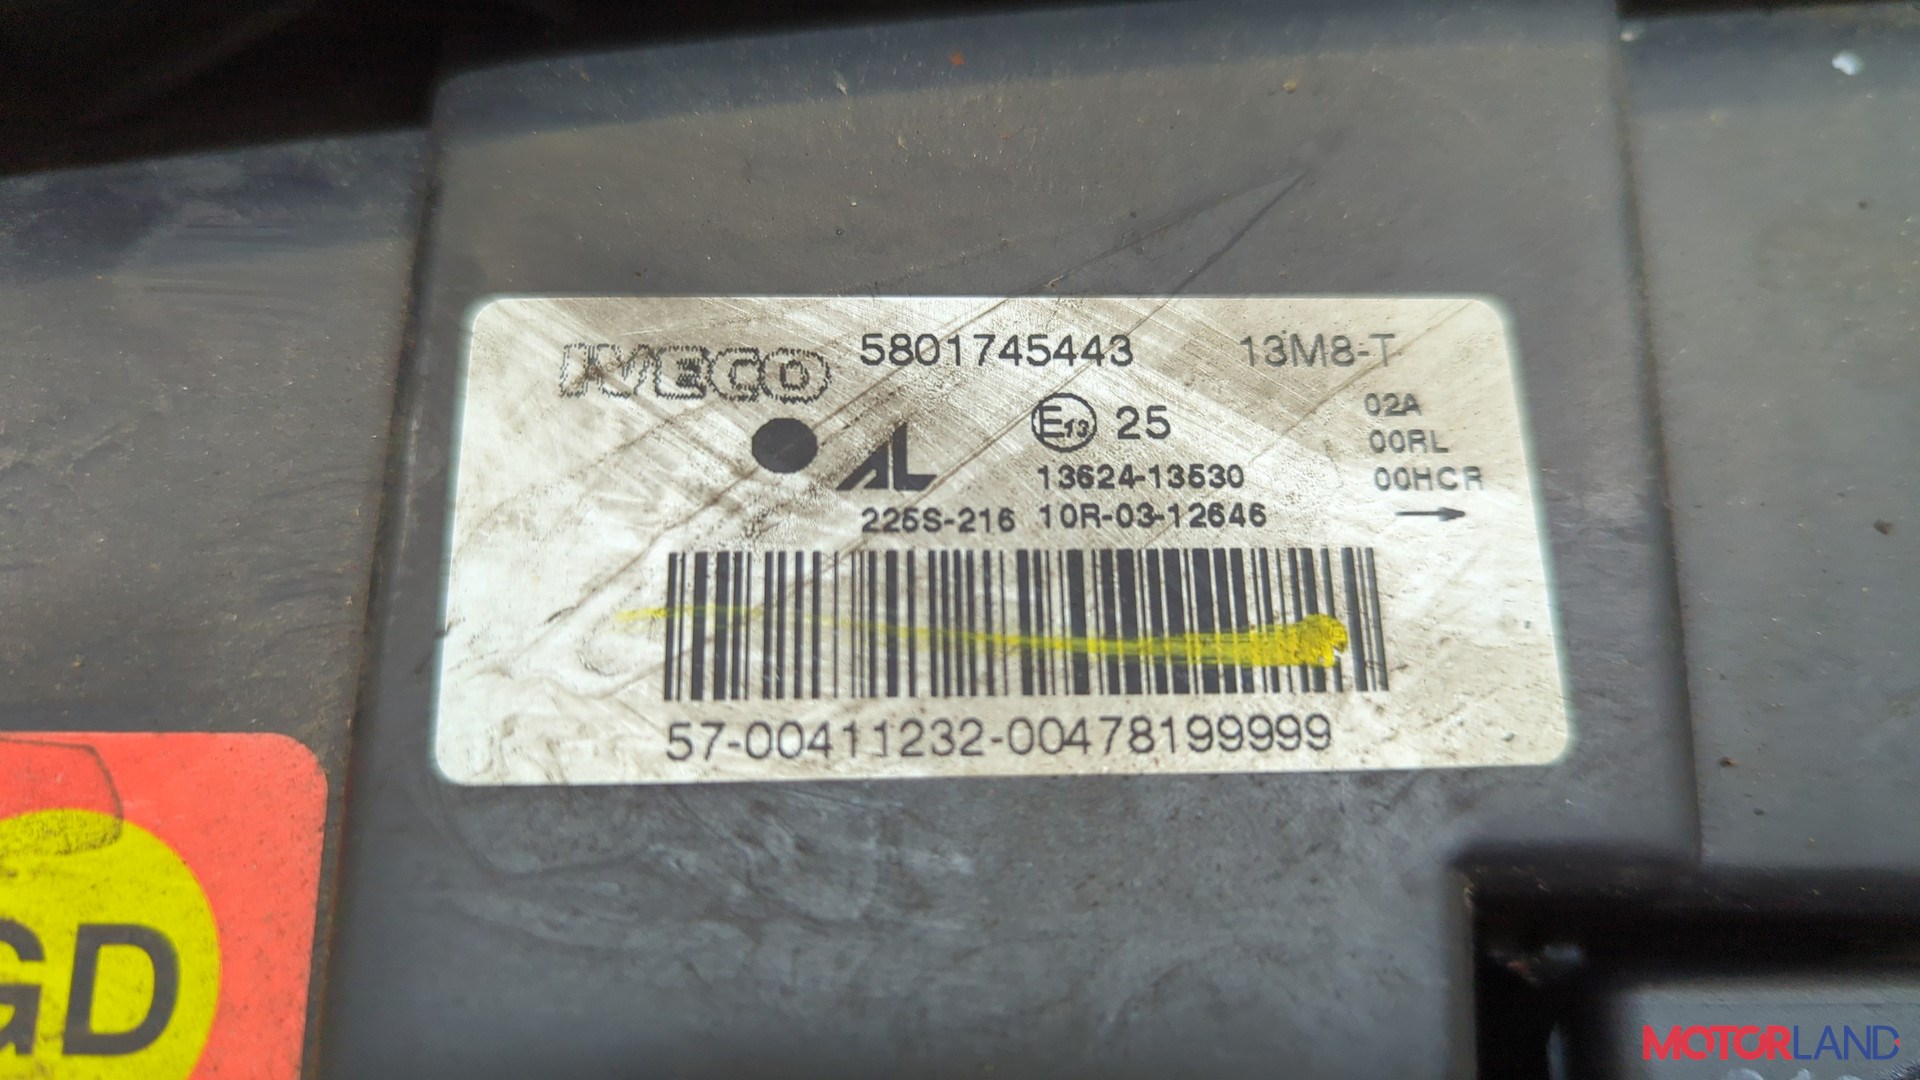 IVECO 5801745443 13M8-T
E13 25 02A
AL 00RL
13624-13530 00HCR
225S-216 10R-03-12646
57-00411232-00478199999
GD
MOTORLAND